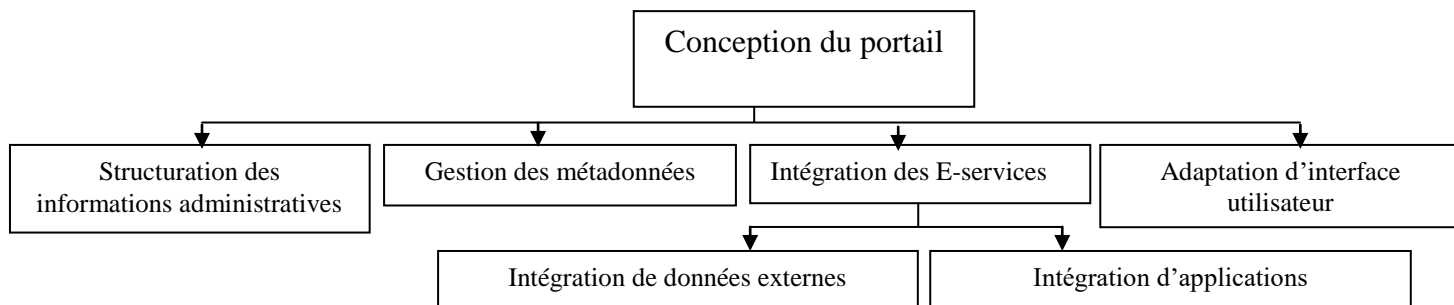 Conception du portail
Structuration des
informations administratives
Gestion des métadonnées
Intégration des E-services
Adaptation d’interface
utilisateur
Intégration de données externes
Intégration d’applications